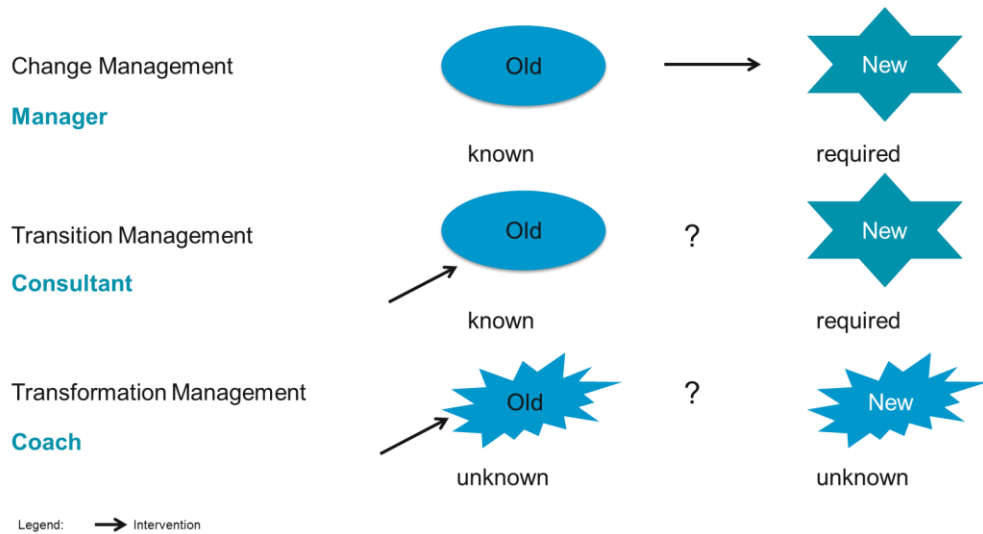 Change Management
Manager
Old
New
known
required
Transition Management
Consultant
Old
?
New
known
required
Transformation Management
Coach
Old
?
New
unknown
unknown
Legend:
Intervention